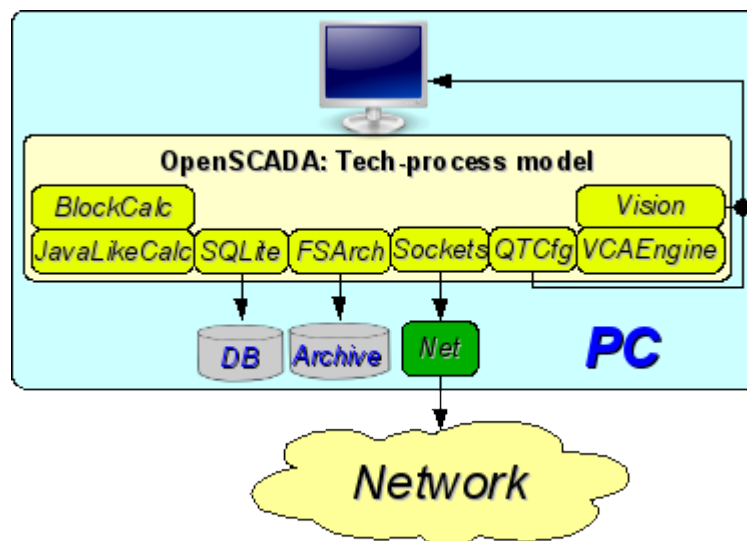 OpenSCADA: Tech-process model
BlockCalc
Vision
JavaLikeCalc SQLite FSArch Sockets QTCfg VCAEngine
DB Archive Net PC
Network